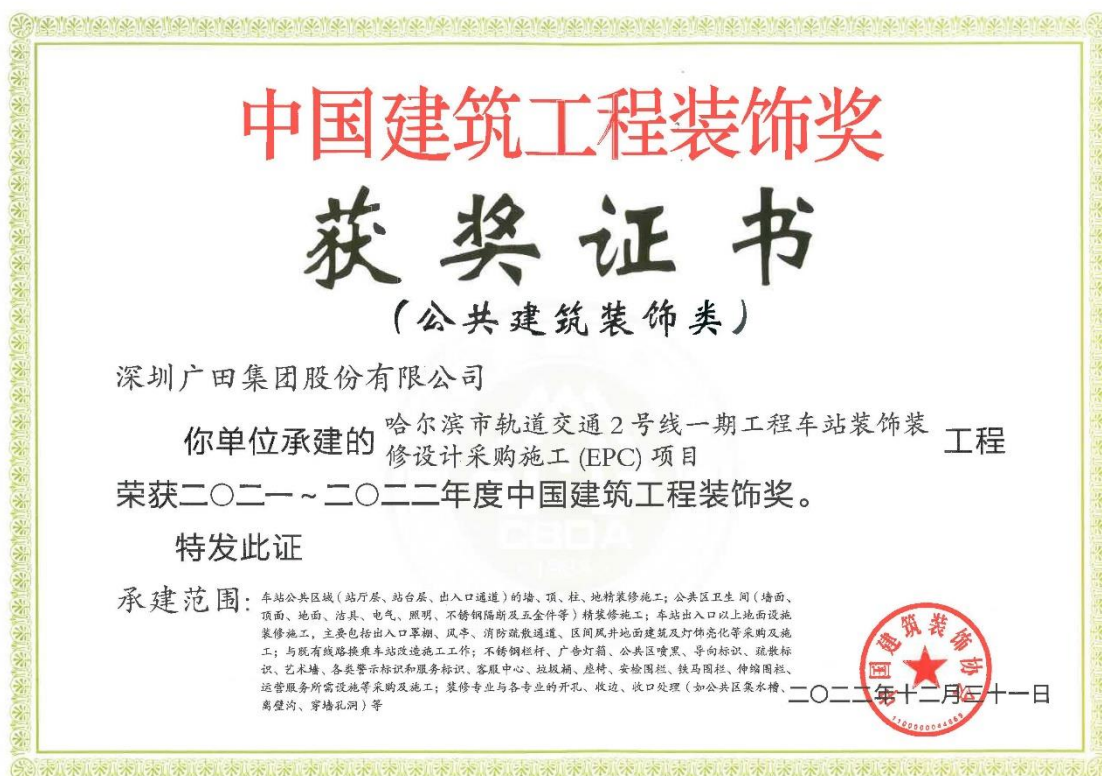 中国建筑工程装饰奖
获奖证书
(公共建筑装饰类)
深圳广田集团股份有限公司
你单位承建的 哈尔滨市轨道交通2号线一期工程车站装饰装
修设计采购施工(EPC)项目 工程
荣获二〇二一~二〇二二年度中国建筑工程装饰奖。
特发此证
承建范围:车站公共区域(站厅层、站台层、出入口通道)的墙、顶、柱、地精装修施工;公共区卫生间(墙面、
顶面、地面、洁具、电气、照明、不锈钢隔断及五金件等)精装修施工;车站出入口以上地面设施
装修施工,主要包括出入口罩棚、风亭、消防疏散通道、区间风井地面建筑及灯饰亮化等采购及施
工;与既有线路换乘车站改造施工工作;不锈钢栏杆、广告灯箱、公共区喷黑、导向标识、疏散标
识、艺术墙、各类警示标识和服务标识、客服中心、垃圾桶、座椅、安检围栏、铁马围栏、伸缩围栏、
运营服务所需设施等采购及施工;装修专业与各专业的开孔、收边、收口处理(如公共区集水槽、
离壁沟、穿墙孔洞)等
中国建筑装饰协会
二〇二二年十二月三十一日
CBDA